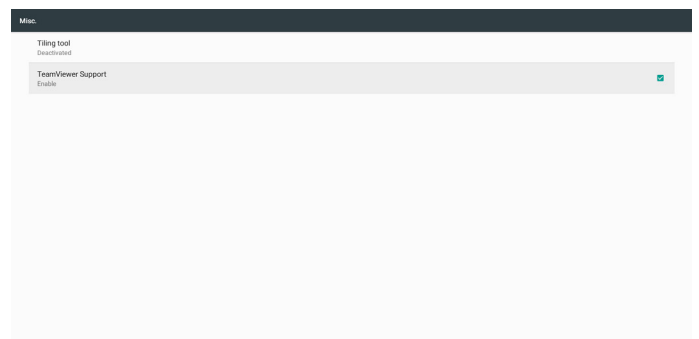 Misc.
Tiling tool
Deactivated
TeamViewer Support
Enable